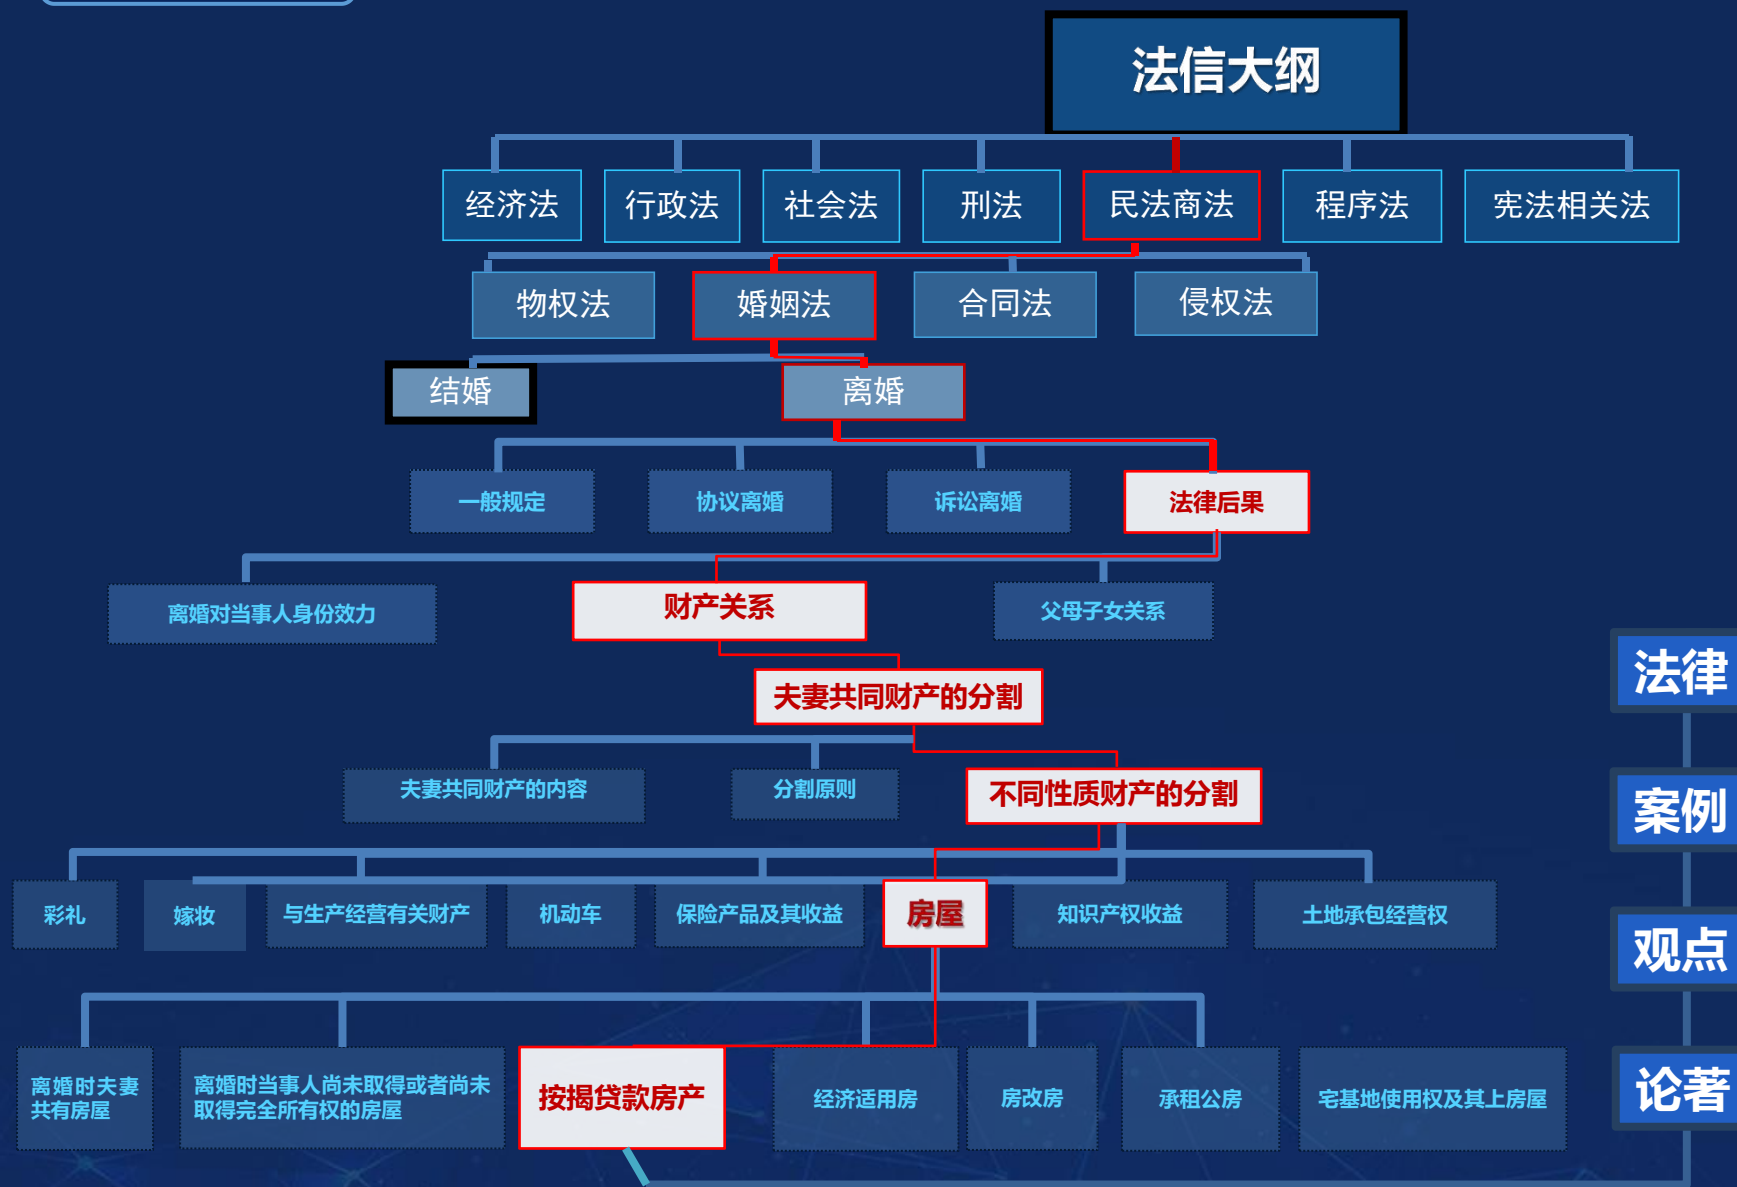 法信大纲
经济法
行政法
社会法
刑法
民法商法
程序法
宪法相关法
物权法
婚姻法
合同法
侵权法
结婚
离婚
一般规定
协议离婚
诉讼离婚
法律后果
离婚对当事人身份效力
财产关系
父母子女关系
夫妻共同财产的分割
夫妻共同财产的内容
分割原则
不同性质财产的分割
彩礼
嫁妆
与生产经营有关财产
机动车
保险产品及其收益
房屋
知识产权收益
土地承包经营权
离婚时夫妻
共有房屋
离婚时当事人尚未取得或者尚未
取得完全所有权的房屋
按揭贷款房产
经济适用房
房改房
承租公房
宅基地使用权及其上房屋
法律
案例
观点
论著